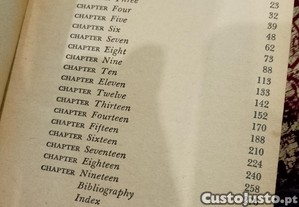 CHAPTER Four 23
CHAPTER Five 32
CHAPTER Six 39
CHAPTER Seven 48
CHAPTER Eight 62
CHAPTER Nine 73
CHAPTER Ten 88
CHAPTER Eleven 113
CHAPTER Twelve 133
CHAPTER Thirteen 142
CHAPTER Fourteen 152
CHAPTER Fifteen 170
CHAPTER Sixteen 188
CHAPTER Seventeen 210
CHAPTER Eighteen 224
CHAPTER Nineteen 240
Bibliography 258
Index
CustoJusto.pt